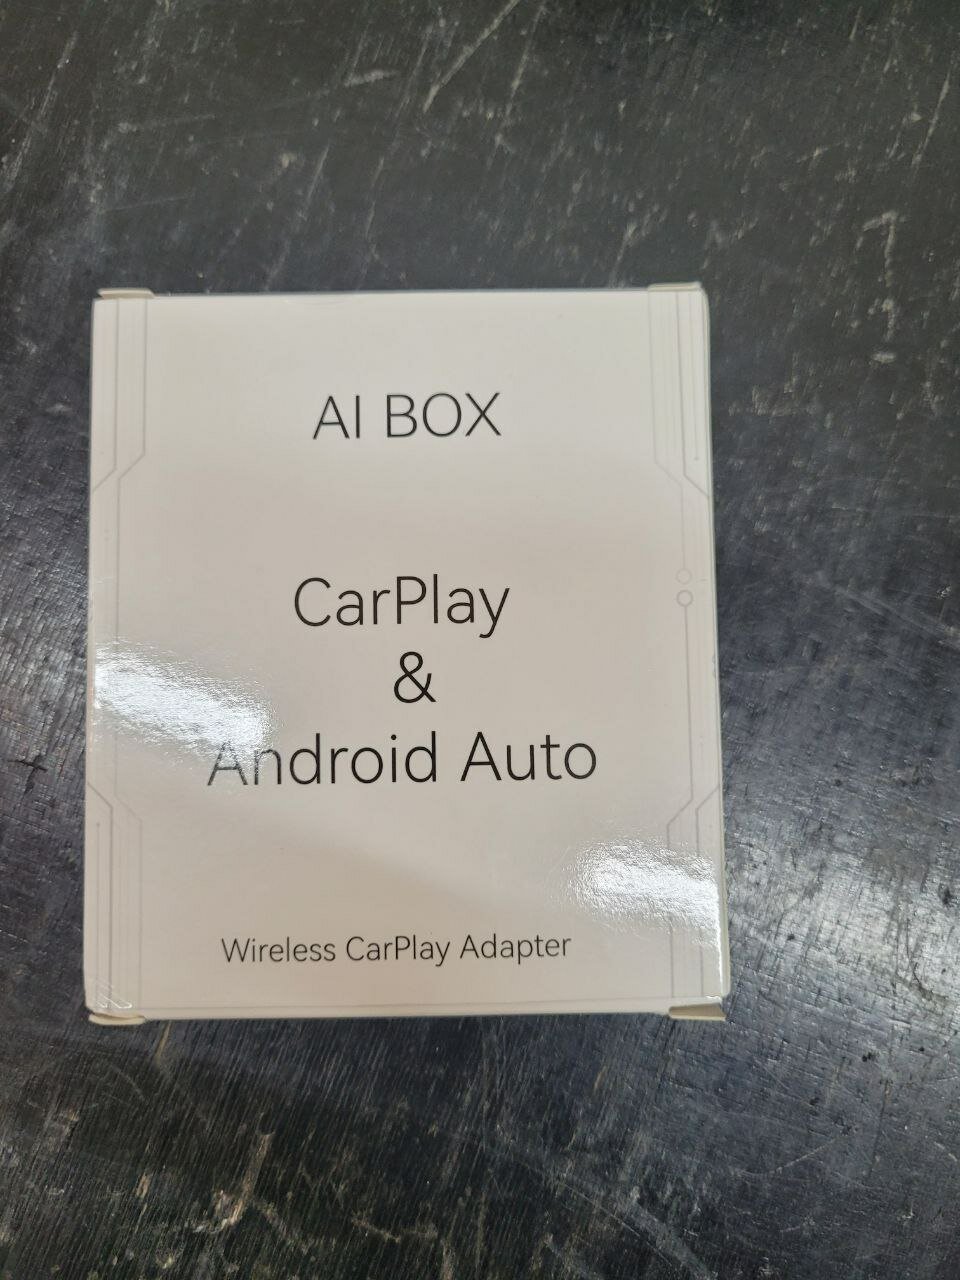 AI BOX
CarPlay
&
Android Auto
Wireless CarPlay Adapter